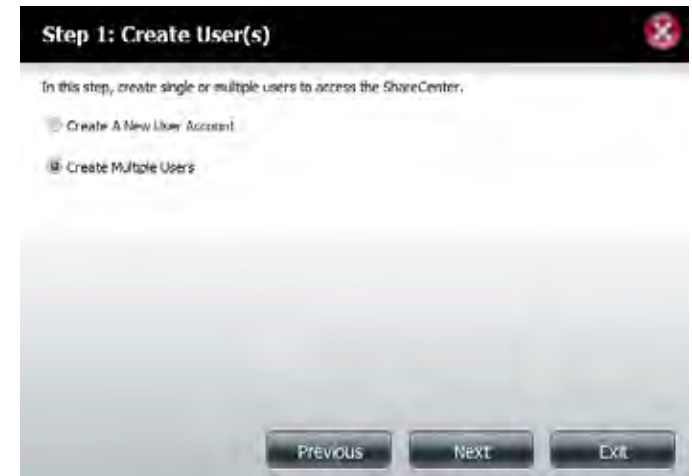 Step 1: Create User(s)
In this step, create single or multiple users to access the ShareCenter.
Create A New User Account
Create Multiple Users
Previous
Next
Exit